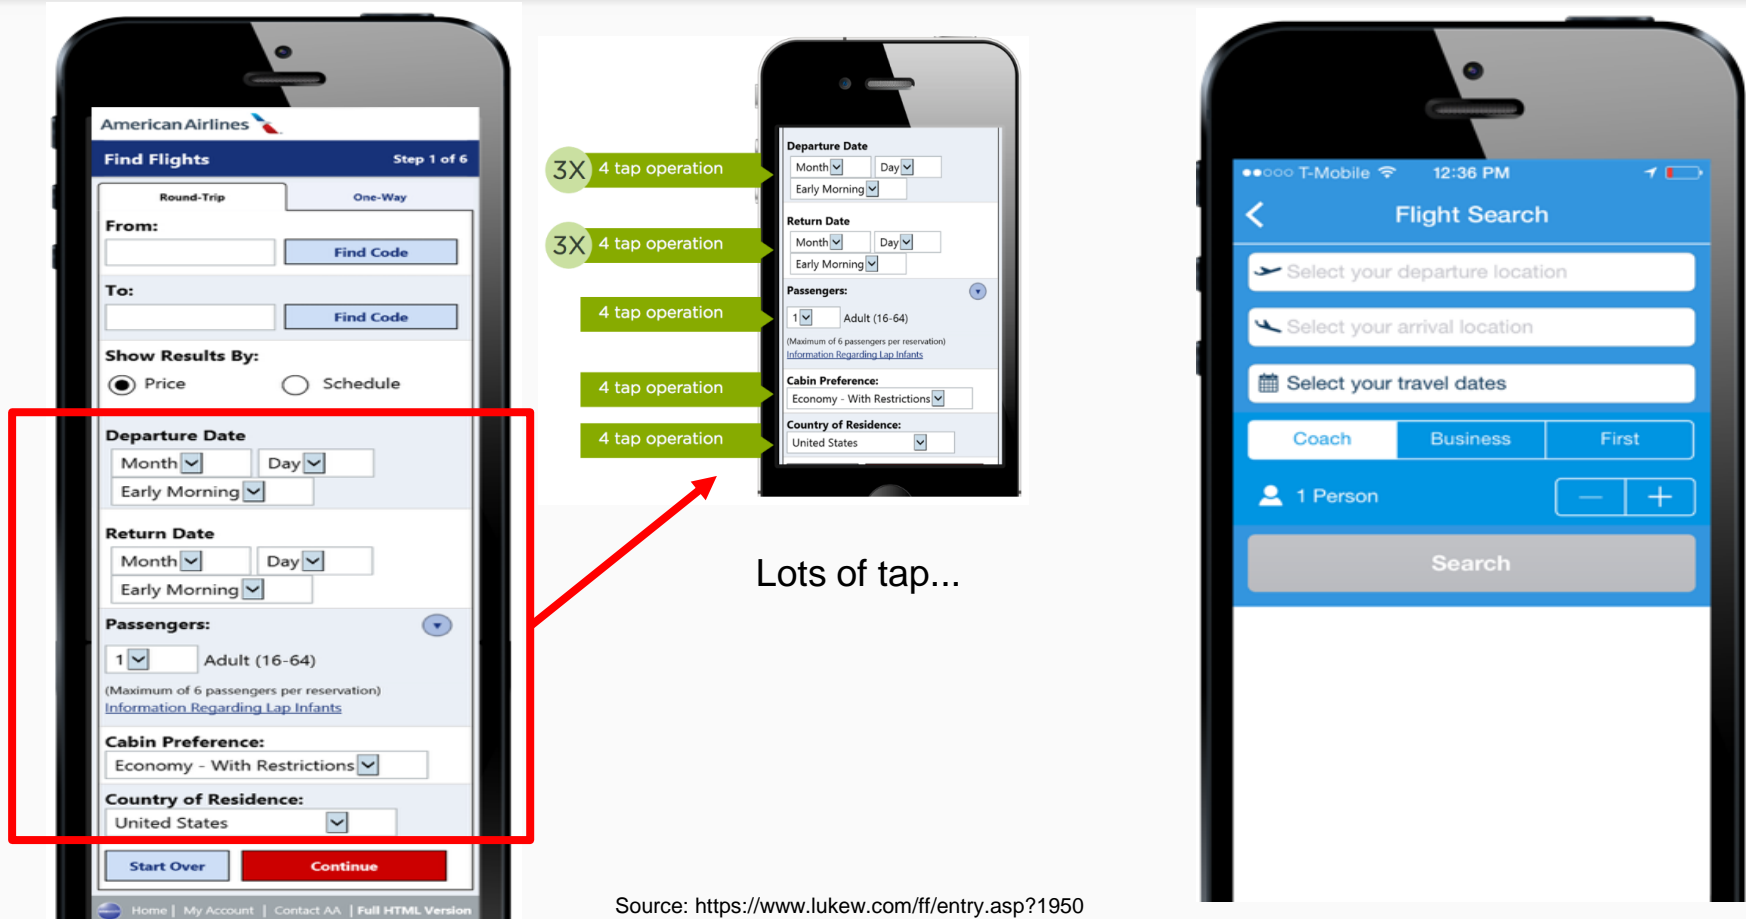 American Airlines
Find Flights Step 1 of 6
Round-Trip One-Way
From:
Find Code
To:
Find Code
Show Results By:
Price Schedule
Departure Date
Month Day
Early Morning
Return Date
Month Day
Early Morning
Passengers:
1 Adult (16-64)
(Maximum of 6 passengers per reservation)
Information Regarding Lap Infants
Cabin Preference:
Economy - With Restrictions
Country of Residence:
United States
Start Over Continue
Home | My Account | Contact AA | Full HTML Version
3X 4 tap operation
3X 4 tap operation
4 tap operation
4 tap operation
4 tap operation
Departure Date
Month Day
Early Morning
Return Date
Month Day
Early Morning
Passengers:
1 Adult (16-64)
(Maximum of 6 passengers per reservation)
Information Regarding Lap Infants
Cabin Preference:
Economy - With Restrictions
Country of Residence:
United States
Lots of tap...
T-Mobile 12:36 PM
Flight Search
Select your departure location
Select your arrival location
Select your travel dates
Coach Business First
1 Person — +
Search
Source: https://www.lukew.com/ff/entry.asp?1950